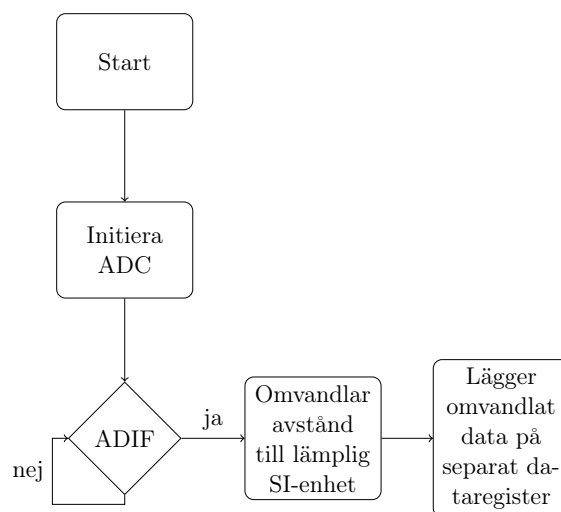 Start
Initiera
ADC
ADIF
ja
nej
Omvandlar
avstånd
till lämplig
SI-enhet
Lägger
omvandlat
data på
separat da-
taregister